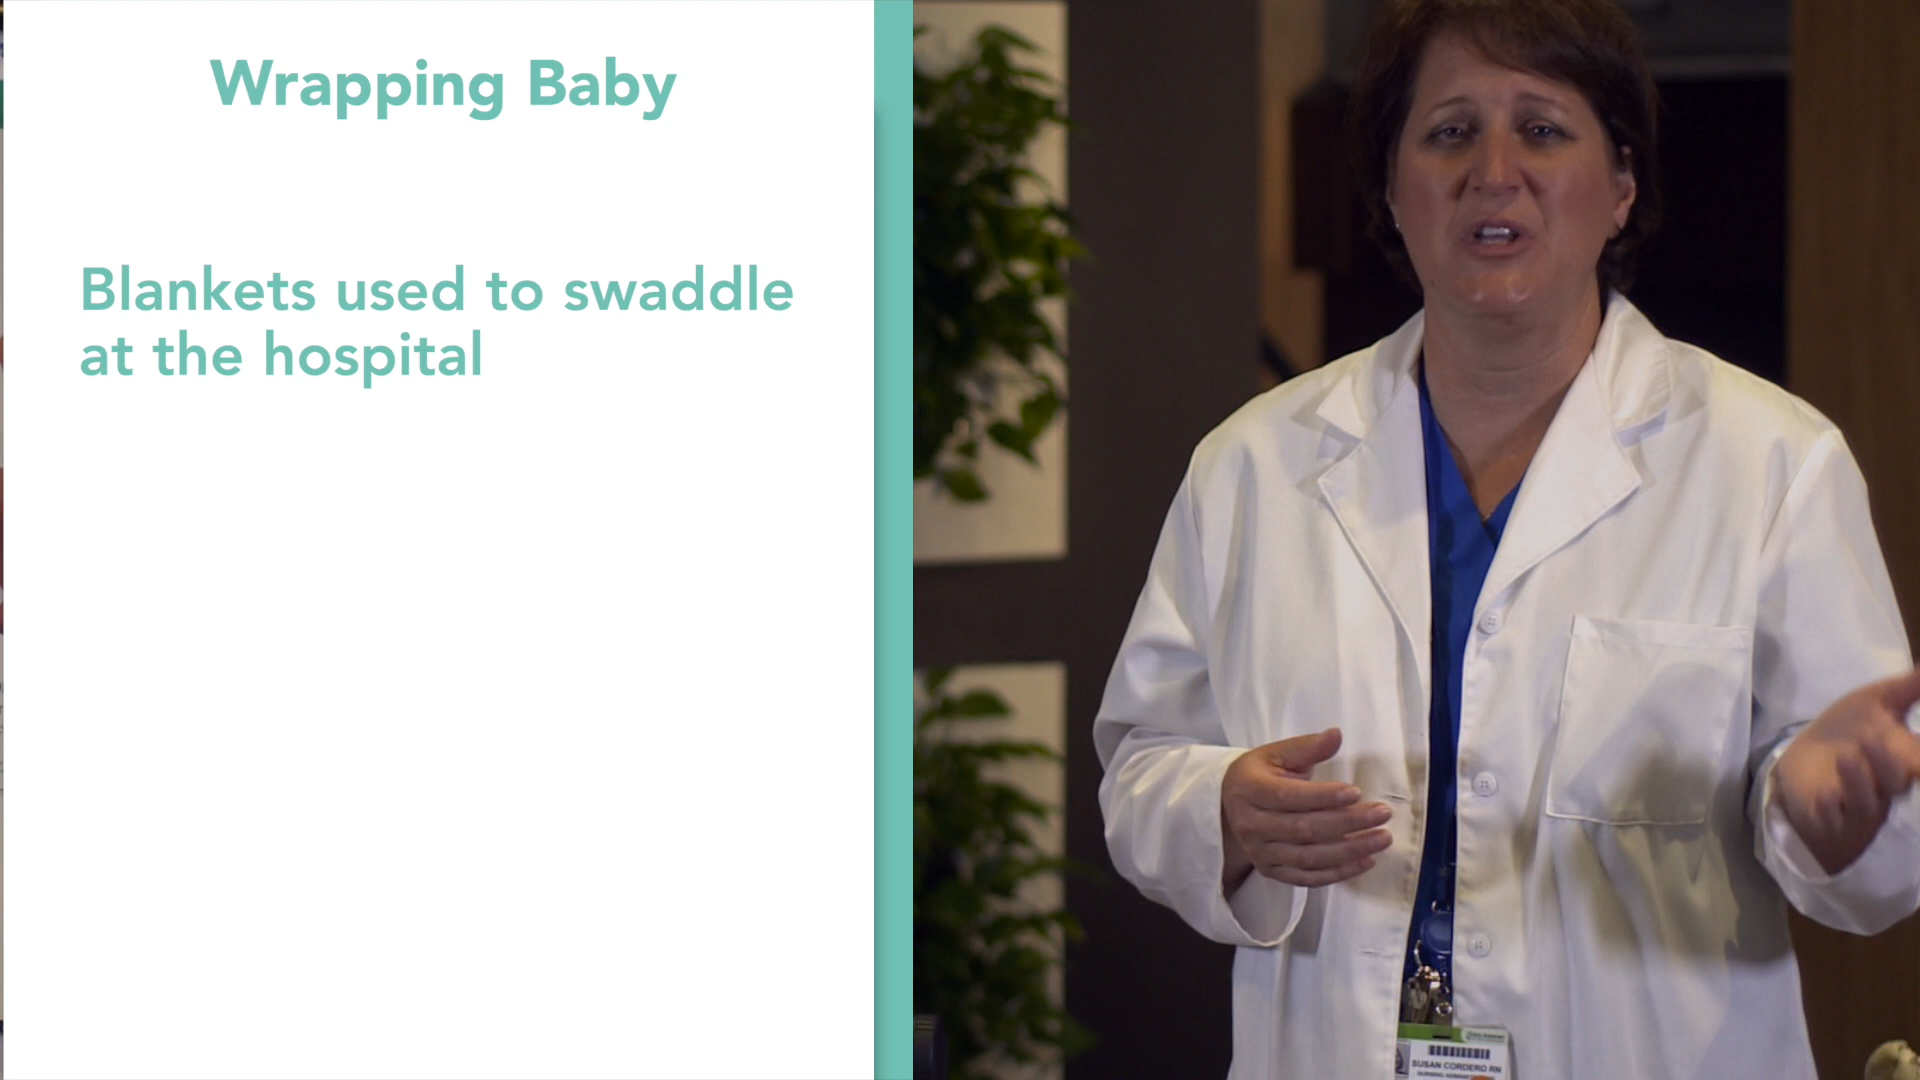 Wrapping Baby
Blankets used to swaddle
at the hospital
SUSAN CORDERO RN